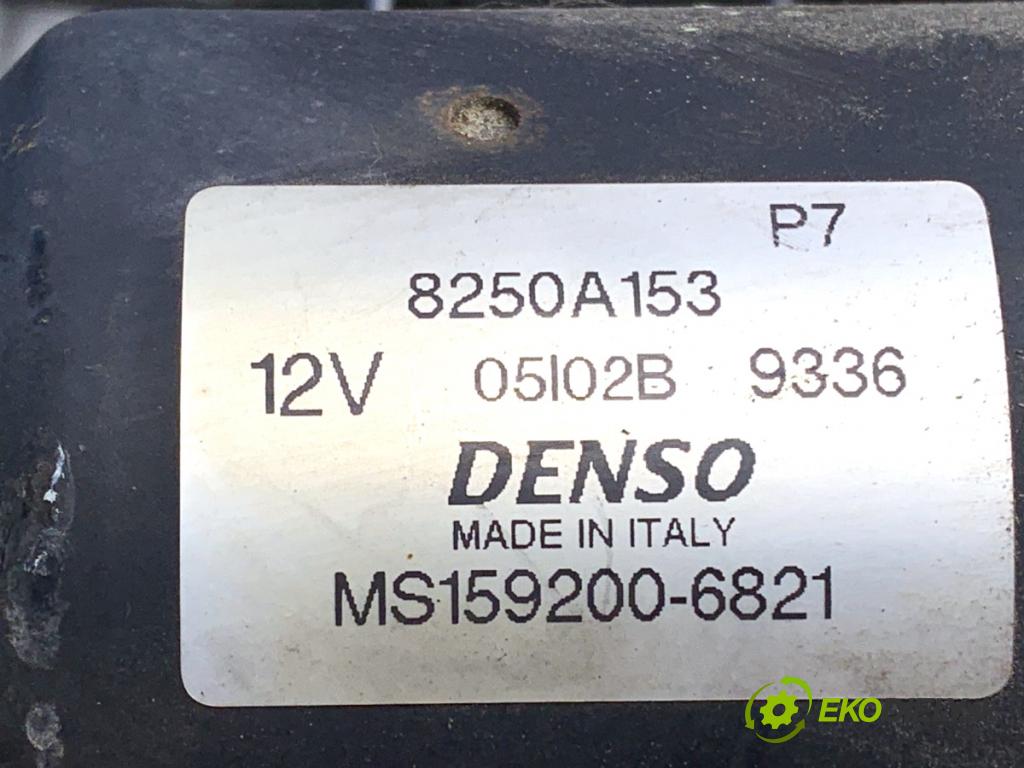 P7
8250A153
12V 05I02B 9336
DENSO
MADE IN ITALY
MS159200-6821
EKO